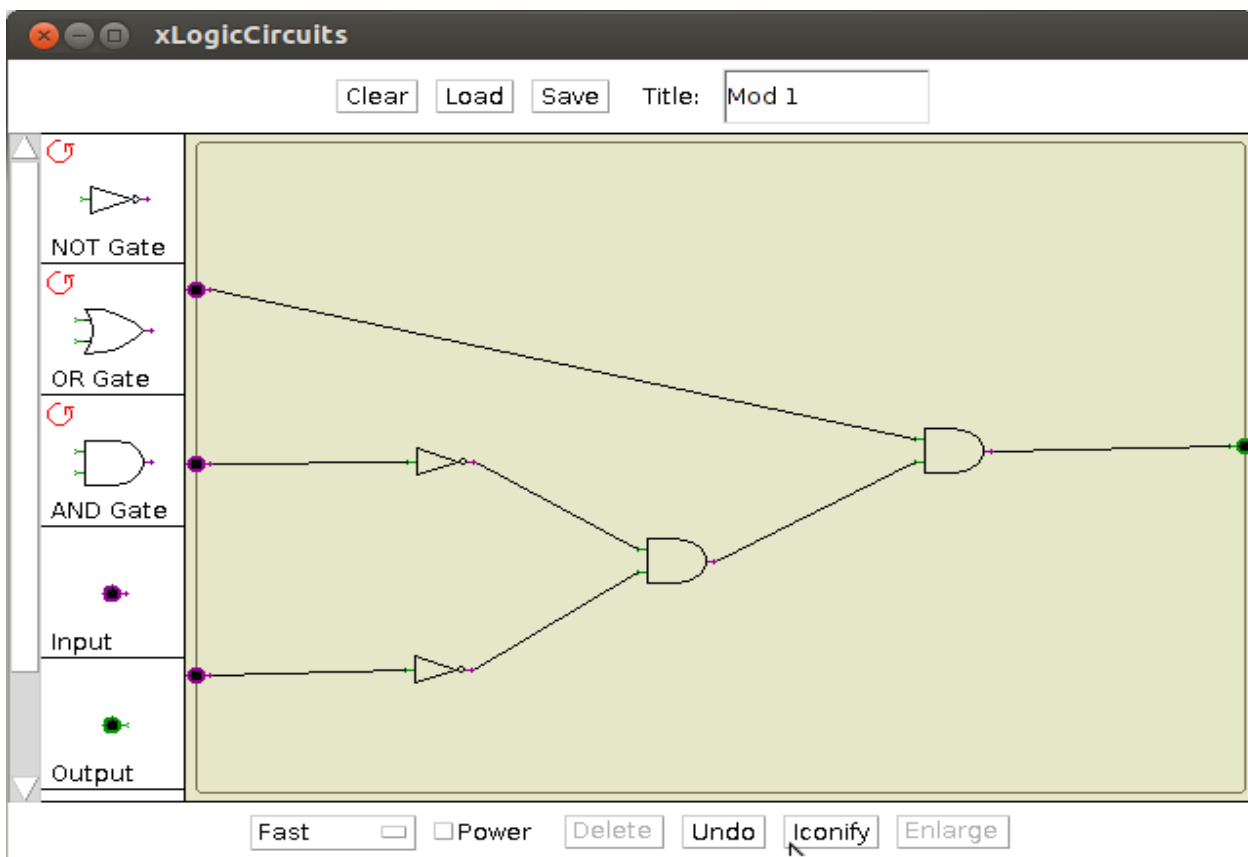 xLogicCircuits
Clear Load Save Title: Mod 1
NOT Gate
OR Gate
AND Gate
Input
Output
Fast Power Delete Undo Iconify Enlarge